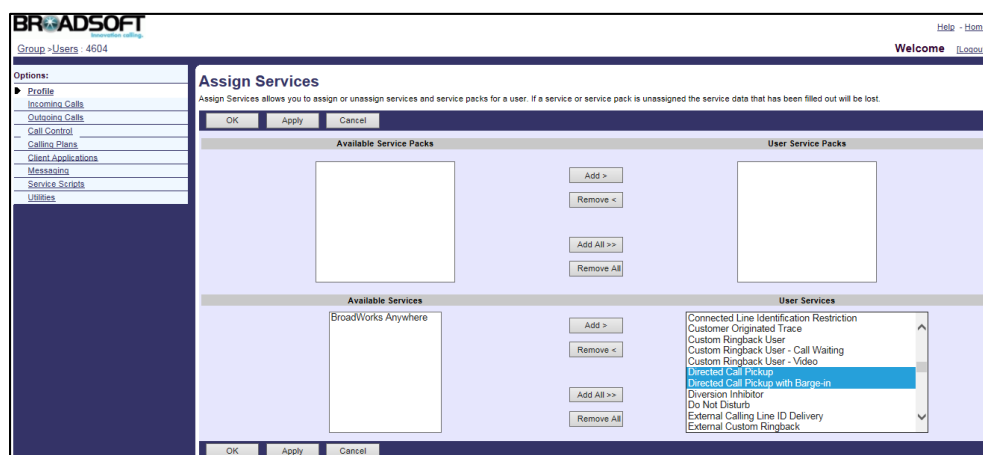 BROADSOFT
innovation calling.
Help - Hom
Group >Users : 4604
Welcome [Logou
Options:
Profile
Incoming Calls
Outgoing Calls
Call Control
Calling Plans
Client Applications
Messaging
Service Scripts
Utilities
Assign Services
Assign Services allows you to assign or unassign services and service packs for a user. If a service or service pack is unassigned the service data that has been filled out will be lost.
OK Apply Cancel
Available Service Packs User Service Packs
Add >
Remove <
Add All >>
Remove All
Available Services User Services
BroadWorks Anywhere
Add >
Remove <
Add All >>
Remove All
Connected Line Identification Restriction
Customer Originated Trace
Custom Ringback User
Custom Ringback User - Call Waiting
Custom Ringback User - Video
Directed Call Pickup
Directed Call Pickup with Barge-in
Diversion Inhibitor
Do Not Disturb
External Calling Line ID Delivery
External Custom Ringback
OK Apply Cancel